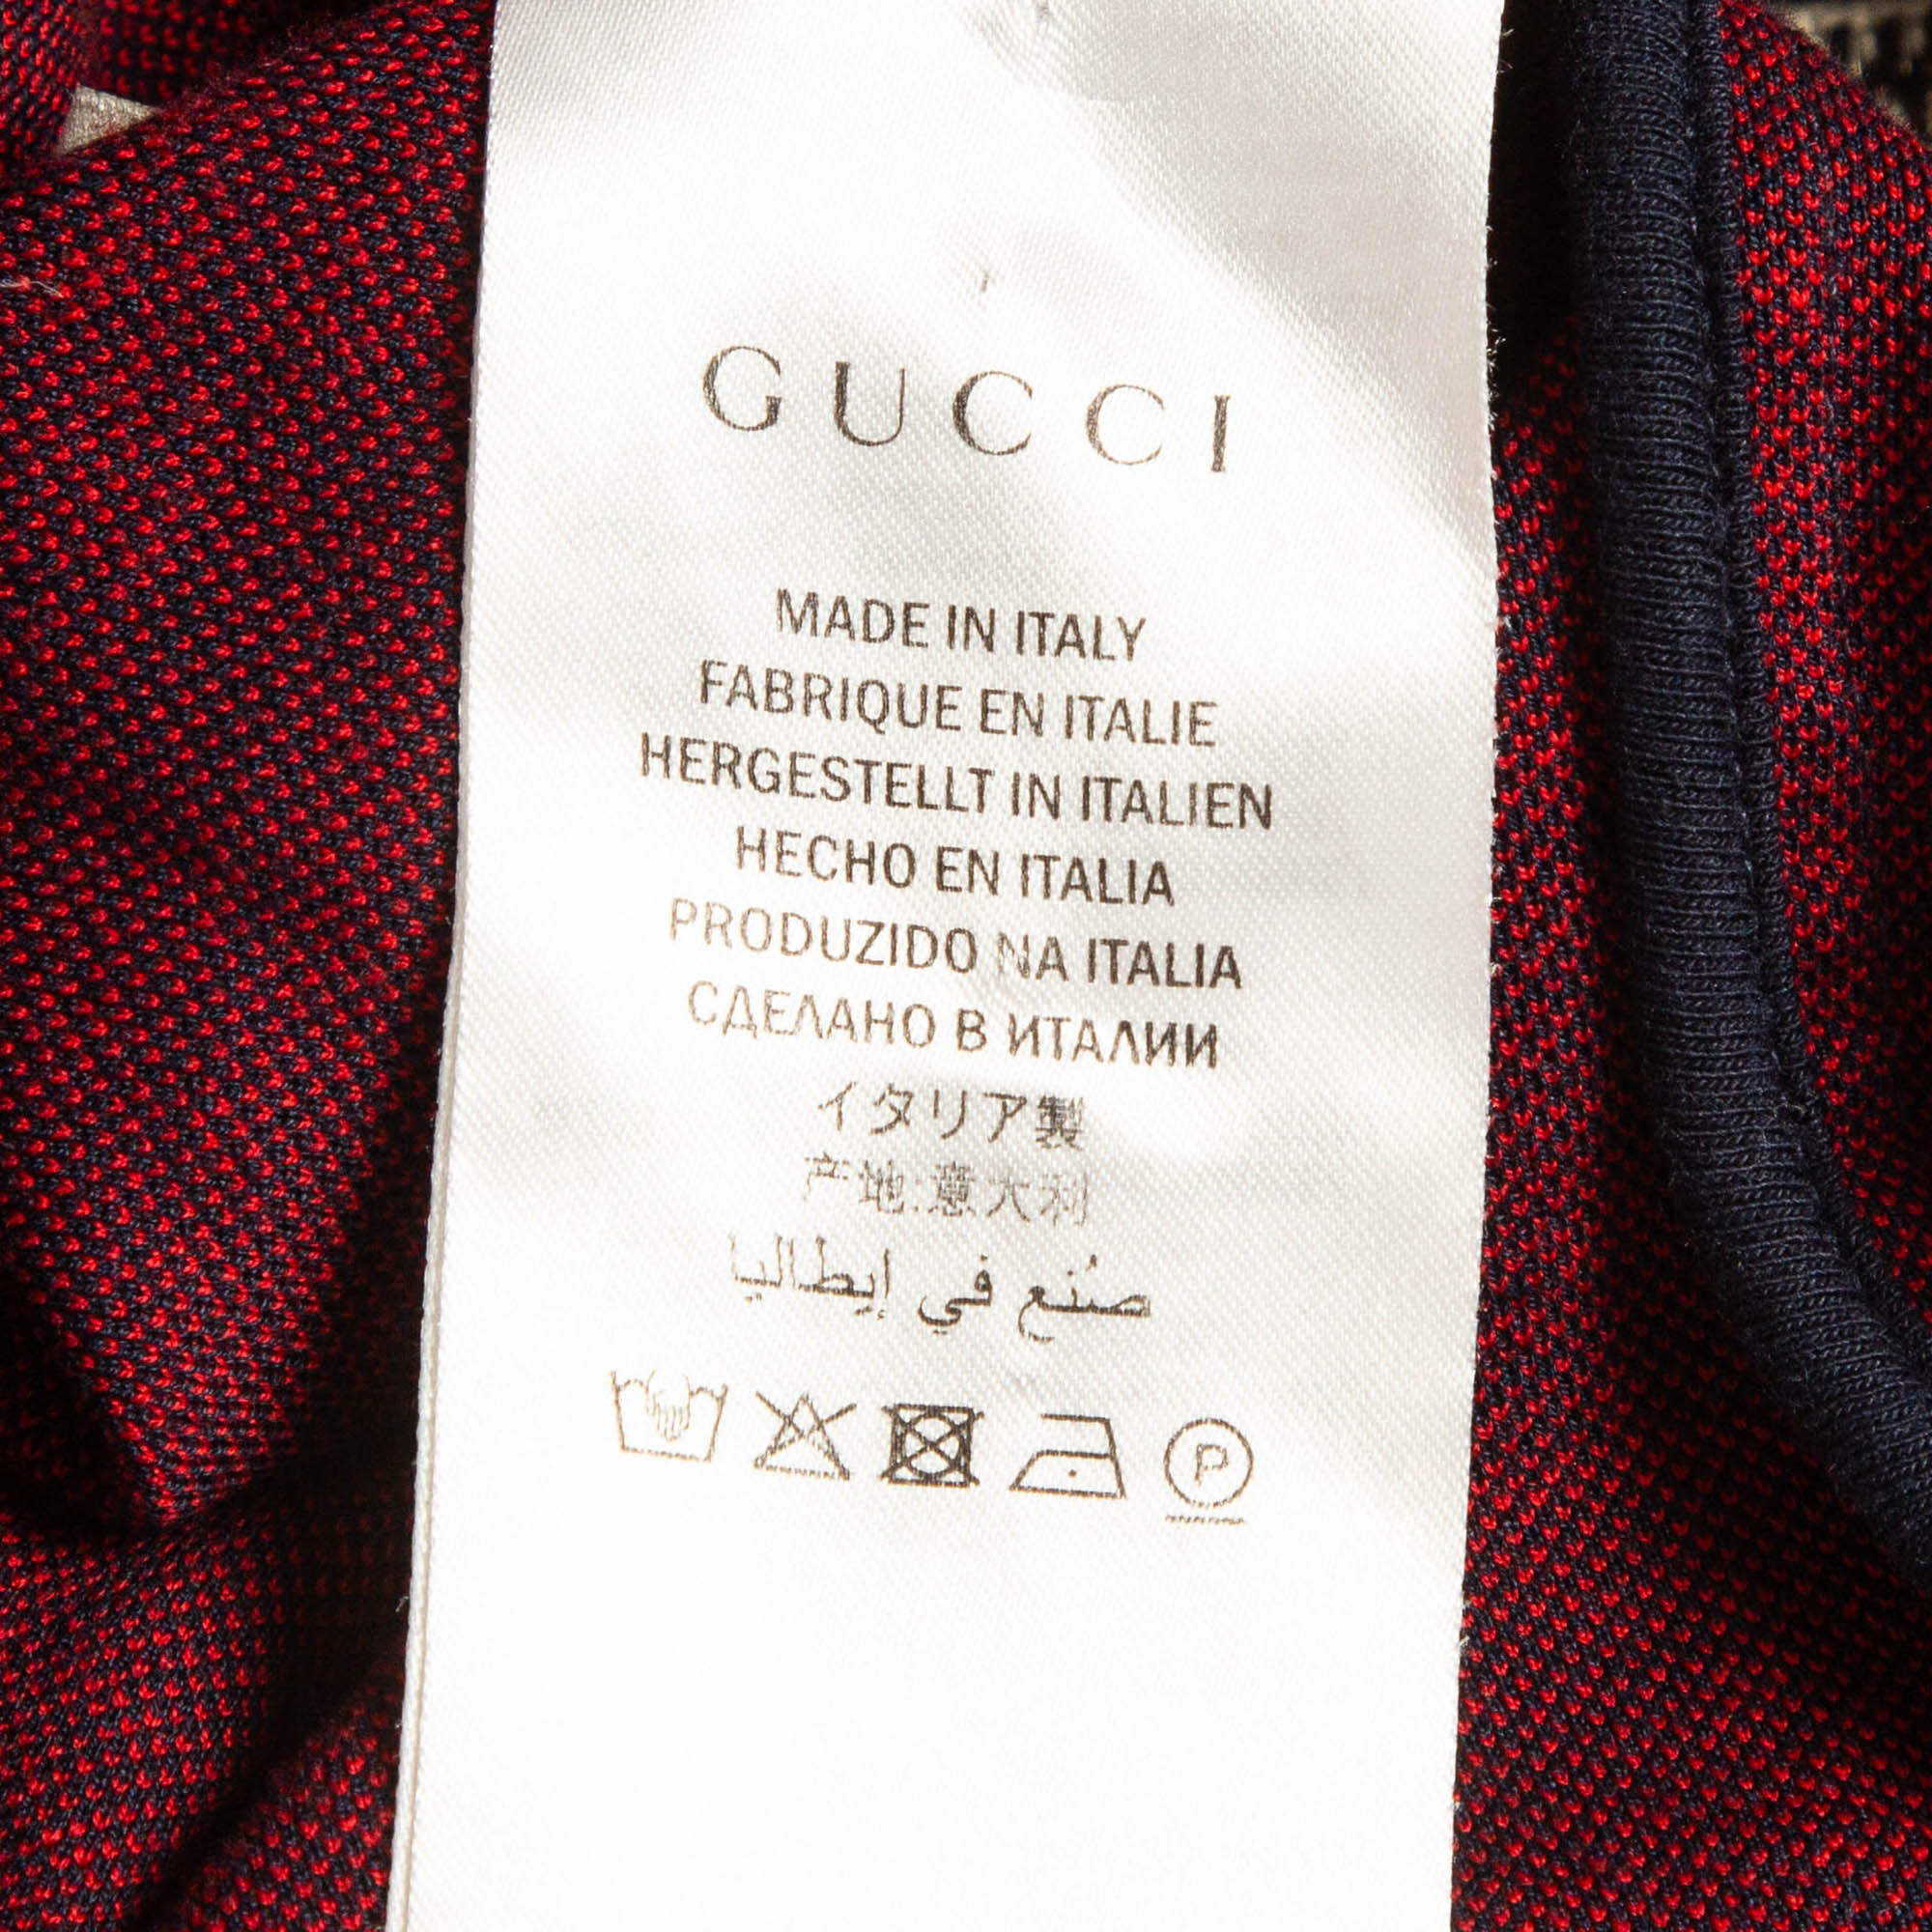 GUCCI
MADE IN ITALY
FABRIQUE EN ITALIE
HERGESTELLT IN ITALIEN
HECHO EN ITALIA
PRODUZIDO NA ITALIA
СДЕЛАНО В ИТАЛИИ
イタリア製
产地:意大利
صُنع في إيطاليا
P